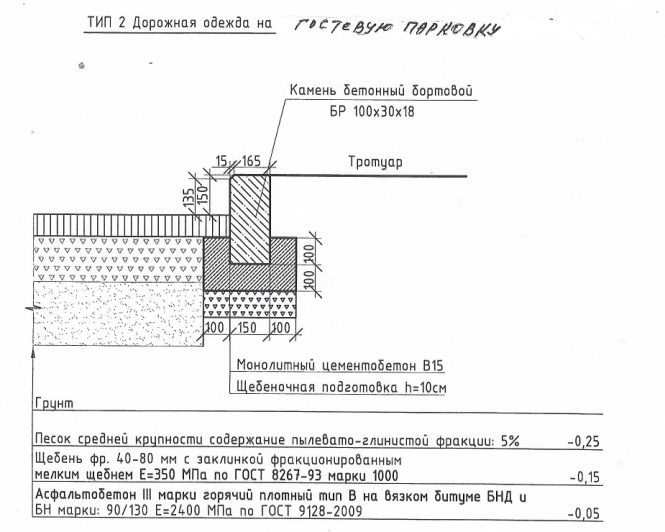 ТИП 2 Дорожная одежда на гостевую парковку
Камень бетонный бортовой
БР 100х30х18
15 165
Тротуар
135
150
100
100
100 150 100
Монолитный цементобетон В15
Щебеночная подготовка h=10см
Грунт
Песок средней крупности содержание пылевато-глинистой фракции: 5% -0,25
Щебень фр. 40-80 мм с заклинкой фракционированным
мелким щебнем Е=350 МПа по ГОСТ 8267-93 марки 1000 -0,15
Асфальтобетон III марки горячий плотный тип В на вязком битуме БНД и
БН марки: 90/130 Е=2400 МПа по ГОСТ 9128-2009 -0,05